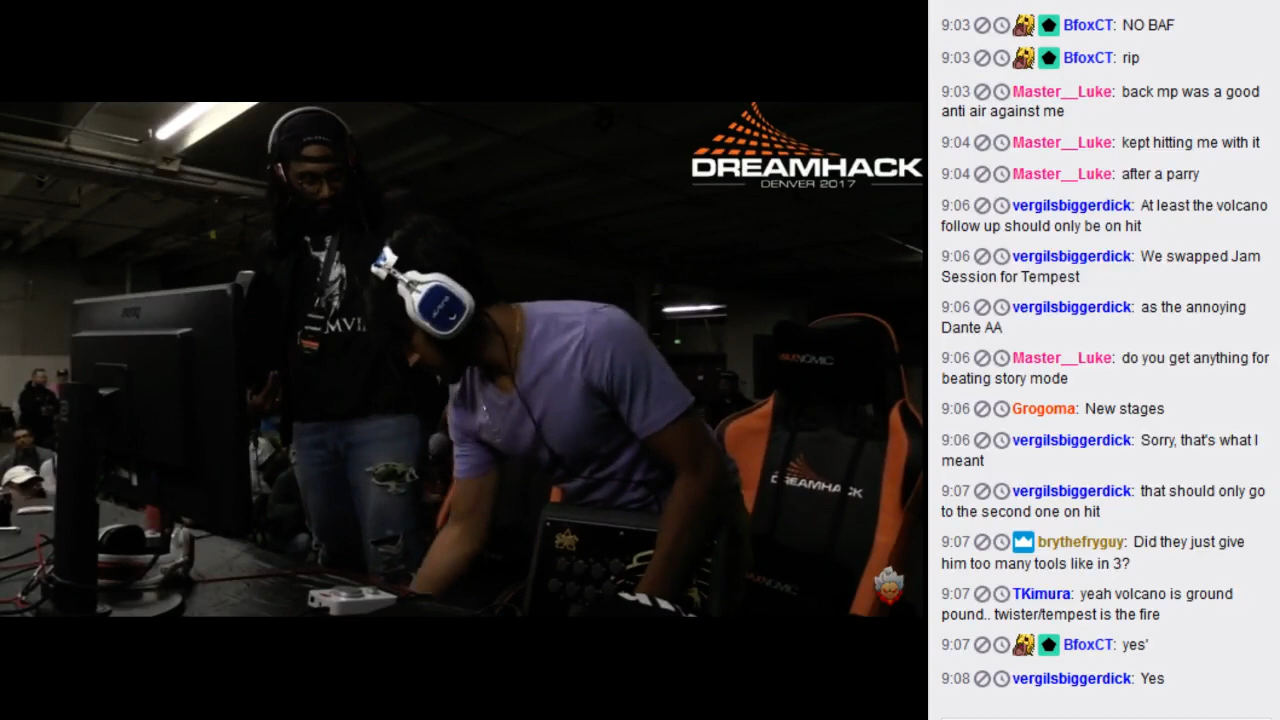 DREAMHACK
DENVER 2017
BENQ
MVII
DREAMHACK
9:03 BfoxCT: NO BAF
9:03 BfoxCT: rip
9:03 Master__Luke: back mp was a good
anti air against me
9:04 Master__Luke: kept hitting me with it
9:04 Master__Luke: after a parry
9:06 vergilsbiggerdick: At least the volcano
follow up should only be on hit
9:06 vergilsbiggerdick: We swapped Jam
Session for Tempest
9:06 vergilsbiggerdick: as the annoying
Dante AA
9:06 Master__Luke: do you get anything for
beating story mode
9:06 Grogoma: New stages
9:06 vergilsbiggerdick: Sorry, that's what I
meant
9:07 vergilsbiggerdick: that should only go
to the second one on hit
9:07 brythefryguy: Did they just give
him too many tools like in 3?
9:07 TKimura: yeah volcano is ground
pound.. twister/tempest is the fire
9:07 BfoxCT: yes'
9:08 vergilsbiggerdick: Yes